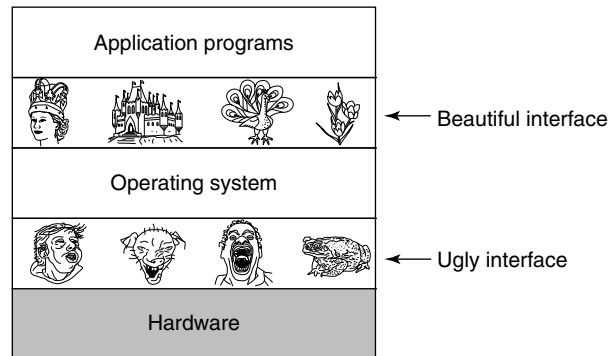 Application programs
Beautiful interface
Operating system
Ugly interface
Hardware